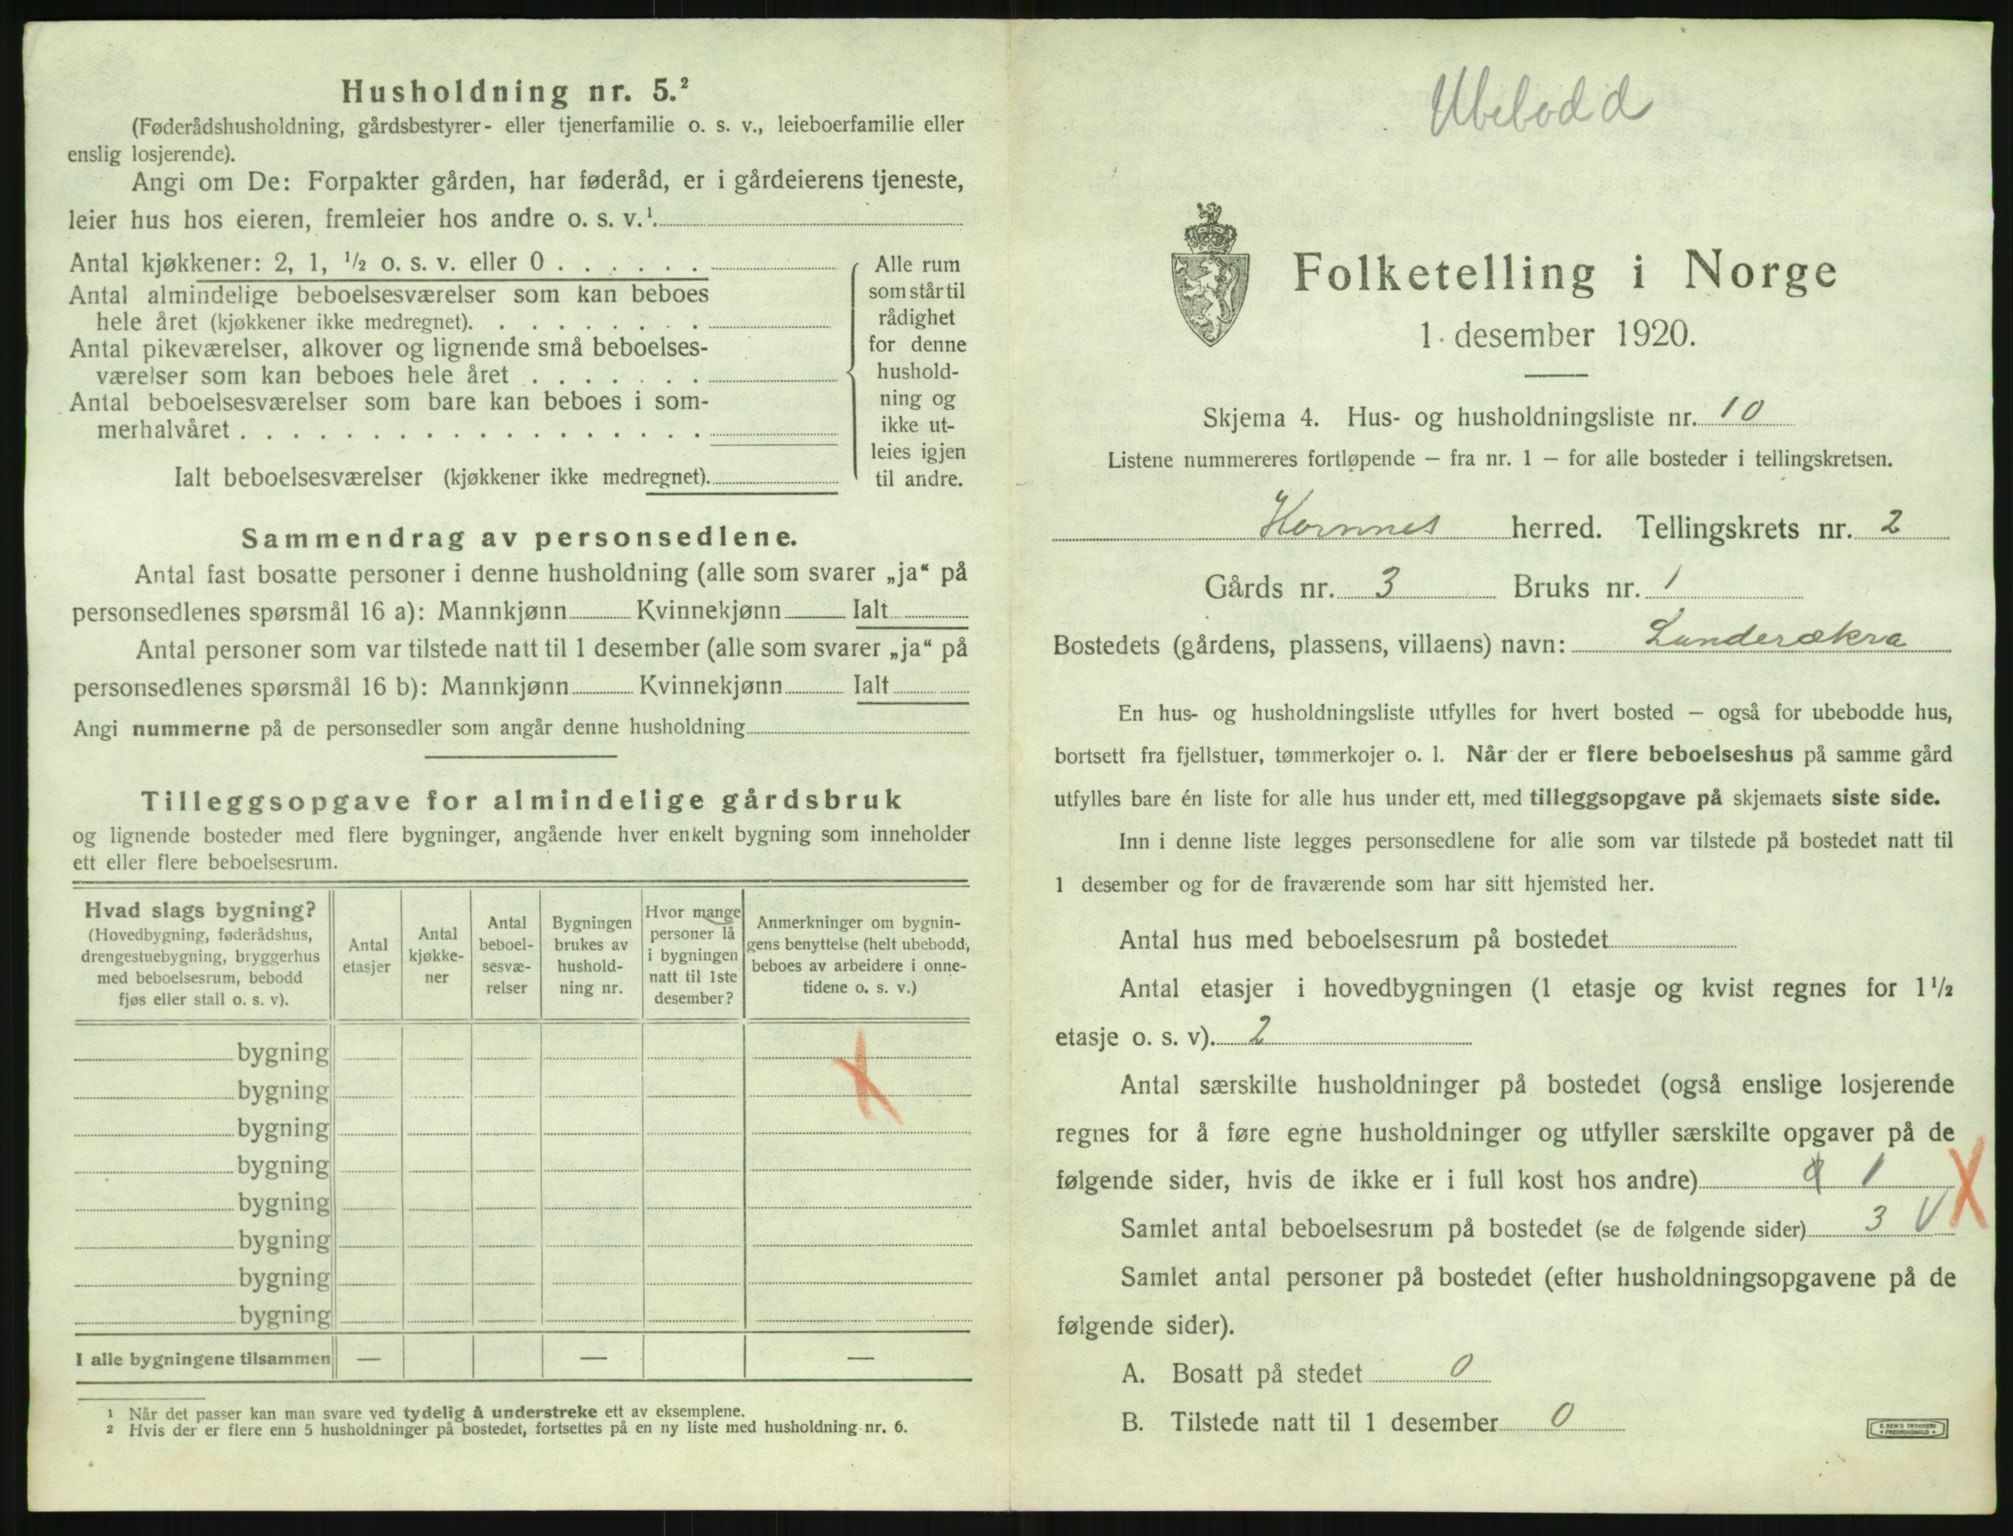 Husholdning nr. 5.²
(Føderådshusholdning, gårdsbestyrer- eller tjenerfamilie o. s. v., leieboerfamilie eller
enslig losjerende).
Angi om De: Forpakter gården, har føderåd, er i gårdeierens tjeneste,
leier hus hos eieren, fremleier hos andre o. s. v.¹
Antal kjøkkener: 2, 1, ½ o. s. v. eller 0 . . . . . .
Antal almindelige beboelsesværelser som kan beboes
hele året (kjøkkener ikke medregnet). . . . . . . . .
Antal pikeværelser, alkover og lignende små beboelses-
værelser som kan beboes hele året . . . . . . .
Antal beboelsesværelser som bare kan beboes i som-
merhalvåret . . . . . . . . . . . . . . . . . .
Ialt beboelsesværelser (kjøkkener ikke medregnet).
Alle rum
som står til
rådighet
for denne
hushold-
ning og
ikke ut-
leies igjen
til andre.
Sammendrag av personsedlene.
Antal fast bosatte personer i denne husholdning (alle som svarer „ja“ på
personsedlenes spørsmål 16 a): Mannkjønn Kvinnekjønn Ialt
Antal personer som var tilstede natt til 1 desember (alle som svarer „ja“ på
personsedlenes spørsmål 16 b): Mannkjønn Kvinnekjønn Ialt
Angi nummerne på de personsedler som angår denne husholdning
Tilleggsopgave for almindelige gårdsbruk
og lignende bosteder med flere bygninger, angående hver enkelt bygning som inneholder
ett eller flere beboelsesrum.
Hvad slags bygning?
(Hovedbygning, føderådshus,
drengestuebygning, bryggerhus
med beboelsesrum, bebodd
fjøs eller stall o. s. v).
Antal
etasjer
Antal
kjøkke-
ner
Antal
beboel-
sesvæ-
relser
Bygningen
brukes av
hushold-
ning nr.
Hvor mange
personer lå
i bygningen
natt til 1ste
desember?
Anmerkninger om bygnin-
gens benyttelse (helt ubebodd,
beboes av arbeidere i onne-
tidene o. s. v.)
bygning
bygning
bygning
bygning
bygning
bygning
bygning
bygning
I alle bygningene tilsammen — — —
1 Når det passer kan man svare ved tydelig å understreke ett av eksemplene.
2 Hvis der er flere enn 5 husholdninger på bostedet, fortsettes på en ny liste med husholdning nr. 6.
Ubebodd
Folketelling i Norge
1. desember 1920.
Skjema 4. Hus- og husholdningsliste nr. 10
Listene nummereres fortløpende — fra nr. 1 — for alle bosteder i tellingskretsen.
Hornnes herred. Tellingskrets nr. 2
Gårds nr. 3 Bruks nr. 1
Bostedets (gårdens, plassens, villaens) navn: Lunderækra
En hus- og husholdningsliste utfylles for hvert bosted — også for ubebodde hus,
bortsett fra fjellstuer, tømmerkojer o. l. Når der er flere beboelseshus på samme gård
utfylles bare én liste for alle hus under ett, med tilleggsopgave på skjemaets siste side.
Inn i denne liste legges personsedlene for alle som var tilstede på bostedet natt til
1 desember og for de fraværende som har sitt hjemsted her.
Antal hus med beboelsesrum på bostedet
Antal etasjer i hovedbygningen (1 etasje og kvist regnes for 1½
etasje o. s. v). 2
Antal særskilte husholdninger på bostedet (også enslige losjerende
regnes for å føre egne husholdninger og utfyller særskilte opgaver på de
følgende sider, hvis de ikke er i full kost hos andre) 1
Samlet antal beboelsesrum på bostedet (se de følgende sider) 3 V
Samlet antal personer på bostedet (efter husholdningsopgavene på de
følgende sider).
A. Bosatt på stedet 0
B. Tilstede natt til 1 desember 0